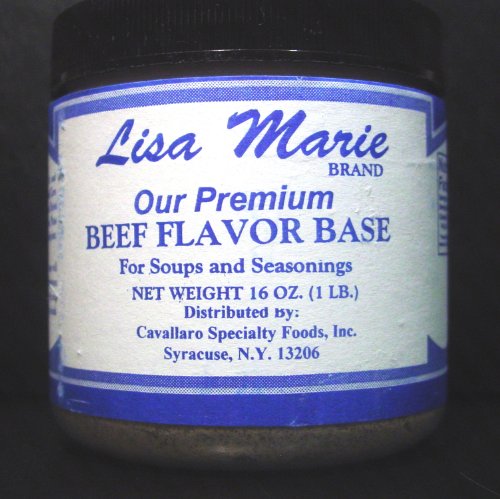 Lisa Marie
BRAND
Our Premium
BEEF FLAVOR BASE
For Soups and Seasonings
NET WEIGHT 16 OZ. (1 LB.)
Distributed By:
Cavallaro Specialty Foods, Inc.
Syracuse, N.Y. 13206